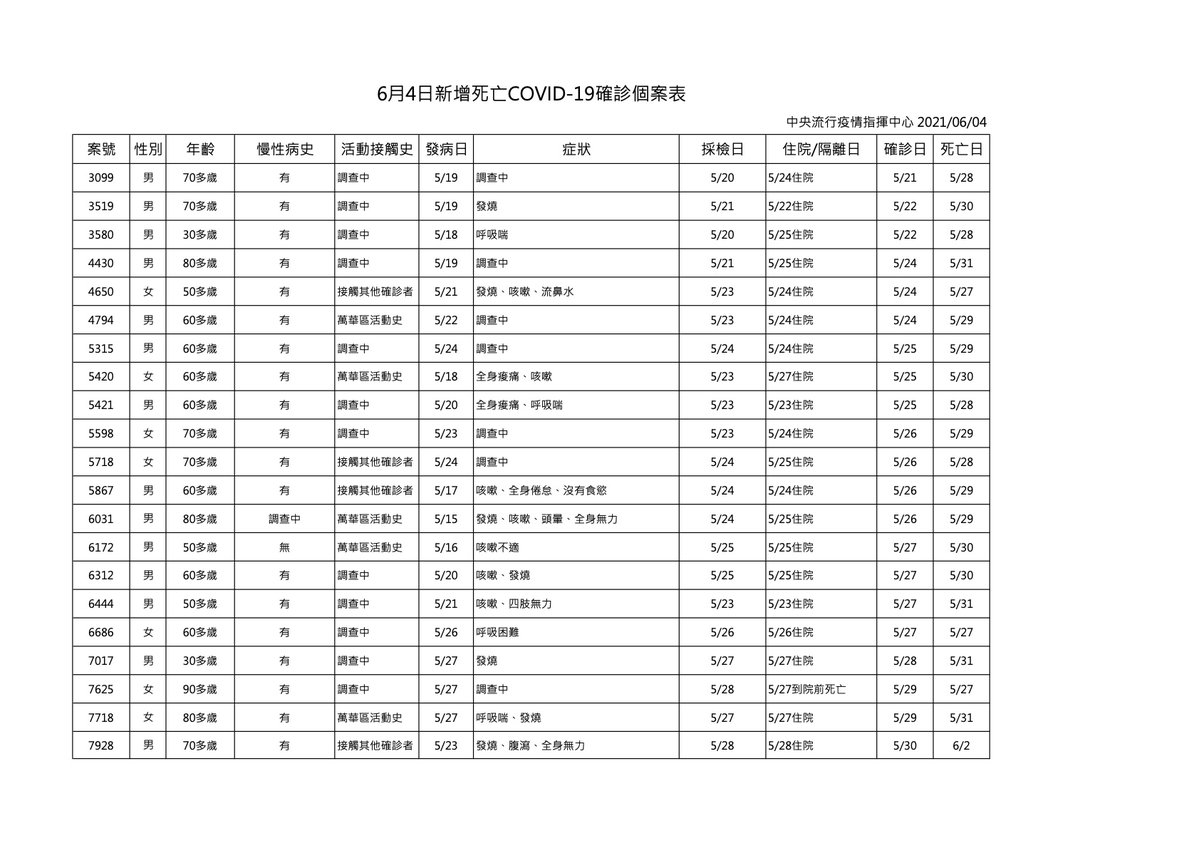 6月4日新增死亡COVID-19確診個案表
中央流行疫情指揮中心 2021/06/04
案號 性別 年齡 慢性病史 活動接觸史 發病日 症狀 採檢日 住院/隔離日 確診日 死亡日
3099 男 70多歲 有 調查中 5/19 調查中 5/20 5/24住院 5/21 5/28
3519 男 70多歲 有 調查中 5/19 發燒 5/21 5/22住院 5/22 5/30
3580 男 30多歲 有 調查中 5/18 呼吸喘 5/20 5/25住院 5/22 5/28
4430 男 80多歲 有 調查中 5/19 調查中 5/21 5/25住院 5/24 5/31
4650 女 50多歲 有 接觸其他確診者 5/21 發燒、咳嗽、流鼻水 5/23 5/24住院 5/24 5/27
4794 男 60多歲 有 萬華區活動史 5/22 調查中 5/23 5/24住院 5/24 5/29
5315 男 60多歲 有 調查中 5/24 調查中 5/24 5/24住院 5/25 5/29
5420 女 60多歲 有 萬華區活動史 5/18 全身痠痛、咳嗽 5/23 5/27住院 5/25 5/30
5421 男 60多歲 有 調查中 5/20 全身痠痛、呼吸喘 5/23 5/23住院 5/25 5/28
5598 女 70多歲 有 調查中 5/23 調查中 5/23 5/24住院 5/26 5/29
5718 女 70多歲 有 接觸其他確診者 5/24 調查中 5/24 5/25住院 5/26 5/28
5867 男 60多歲 有 接觸其他確診者 5/17 咳嗽、全身倦怠、沒有食慾 5/24 5/24住院 5/26 5/29
6031 男 80多歲 調查中 萬華區活動史 5/15 發燒、咳嗽、頭暈、全身無力 5/24 5/25住院 5/26 5/29
6172 男 50多歲 無 萬華區活動史 5/16 咳嗽不適 5/25 5/25住院 5/27 5/30
6312 男 60多歲 有 調查中 5/20 咳嗽、發燒 5/25 5/25住院 5/27 5/30
6444 男 50多歲 有 調查中 5/21 咳嗽、四肢無力 5/23 5/23住院 5/27 5/31
6686 女 60多歲 有 調查中 5/26 呼吸困難 5/26 5/26住院 5/27 5/27
7017 男 30多歲 有 調查中 5/27 發燒 5/27 5/27住院 5/28 5/31
7625 女 90多歲 有 調查中 5/27 調查中 5/28 5/27到院前死亡 5/29 5/27
7718 女 80多歲 有 萬華區活動史 5/27 呼吸喘、發燒 5/27 5/27住院 5/29 5/31
7928 男 70多歲 有 接觸其他確診者 5/23 發燒、腹瀉、全身無力 5/28 5/28住院 5/30 6/2